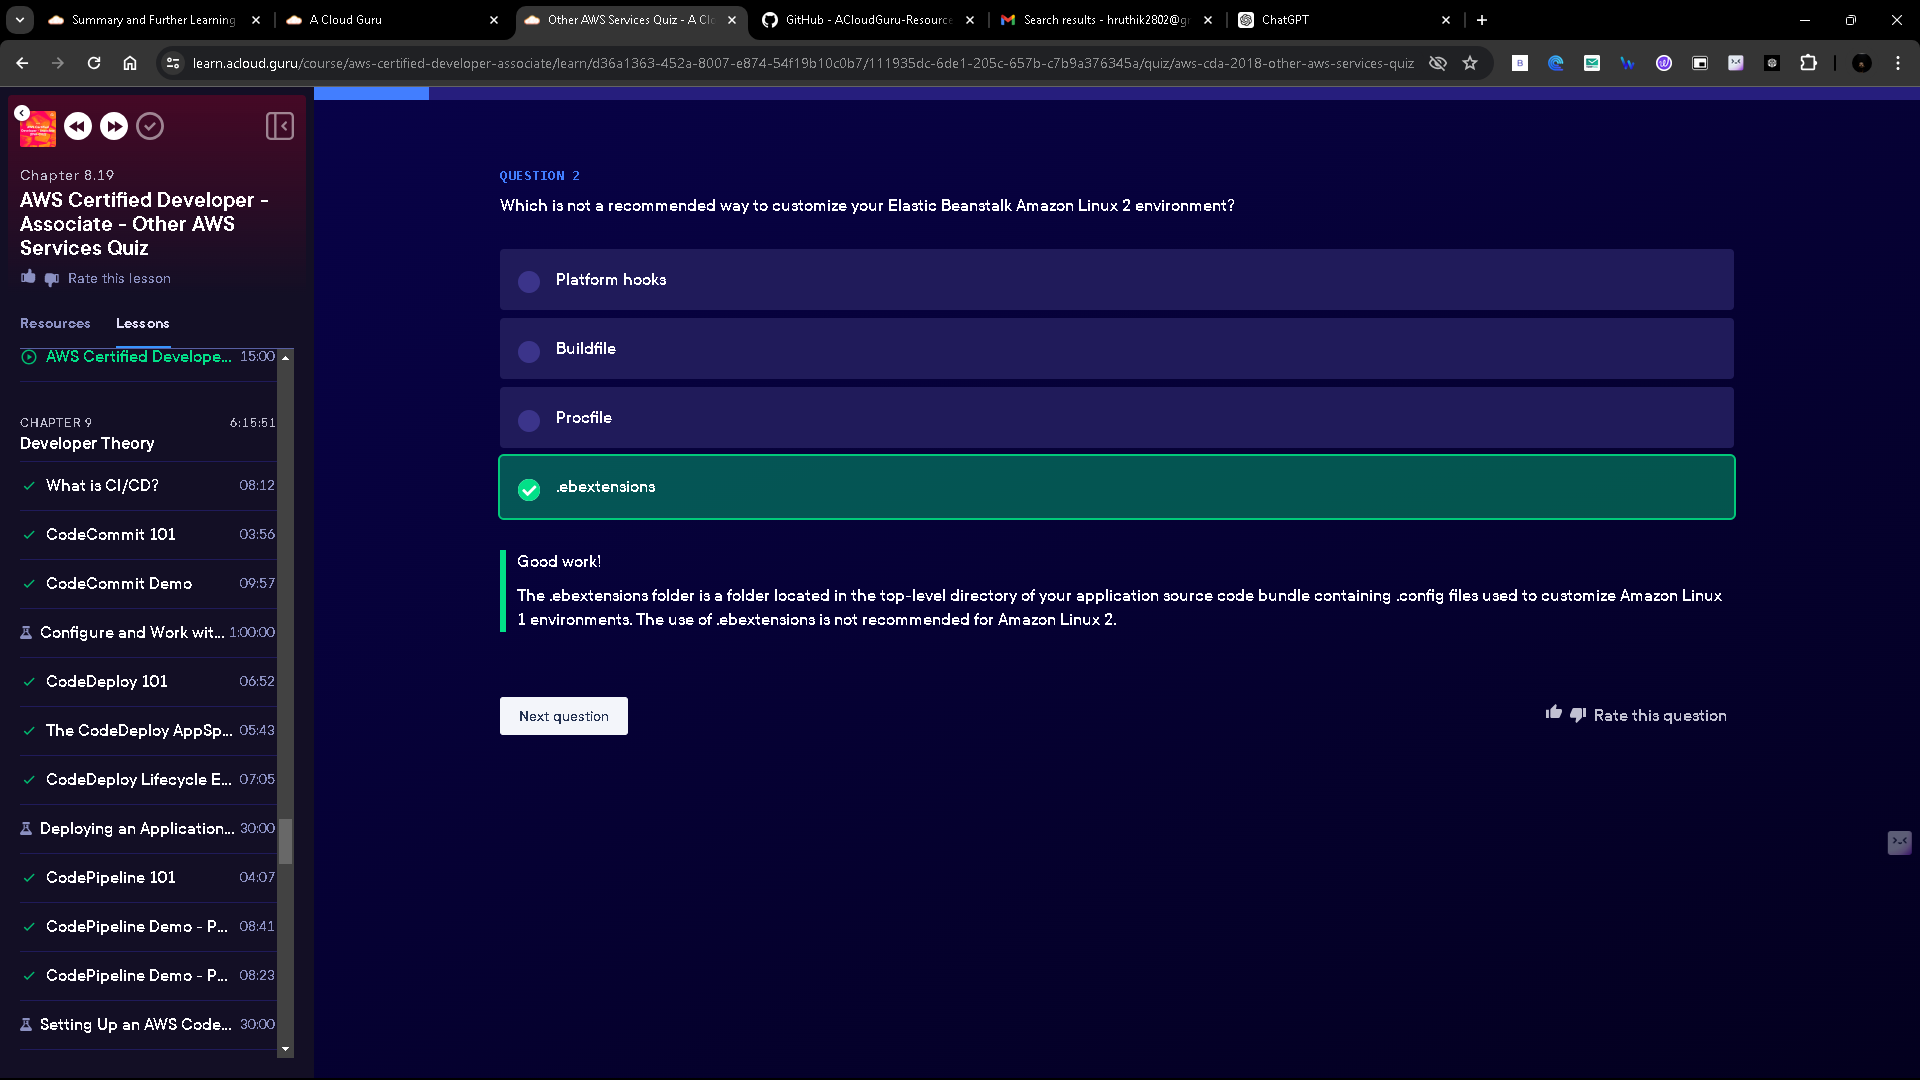 Summary and Further Learning
A Cloud Guru
Other AWS Services Quiz - A Clo
GitHub - ACloudGuru-Resource
Search results - hruthik2802@gr
ChatGPT
learn.acloud.guru/course/aws-certified-developer-associate/learn/d36a1363-452a-8007-e874-54f19b10c0b7/111935dc-6de1-205c-657b-c7b9a376345a/quiz/aws-cda-2018-other-aws-services-quiz
Chapter 8.19
AWS Certified Developer -
Associate - Other AWS
Services Quiz
Rate this lesson
Resources
Lessons
AWS Certified Develope... 15:00
CHAPTER 9 6:15:51
Developer Theory
What is CI/CD? 08:12
CodeCommit 101 03:56
CodeCommit Demo 09:57
Configure and Work wit... 1:00:00
CodeDeploy 101 06:52
The CodeDeploy AppSp... 05:43
CodeDeploy Lifecycle E... 07:05
Deploying an Application... 30:00
CodePipeline 101 04:07
CodePipeline Demo - P... 08:41
CodePipeline Demo - P... 08:23
Setting Up an AWS Code... 30:00
QUESTION 2
Which is not a recommended way to customize your Elastic Beanstalk Amazon Linux 2 environment?
Platform hooks
Buildfile
Procfile
.ebextensions
Good work!
The .ebextensions folder is a folder located in the top-level directory of your application source code bundle containing .config files used to customize Amazon Linux
1 environments. The use of .ebextensions is not recommended for Amazon Linux 2.
Next question
Rate this question